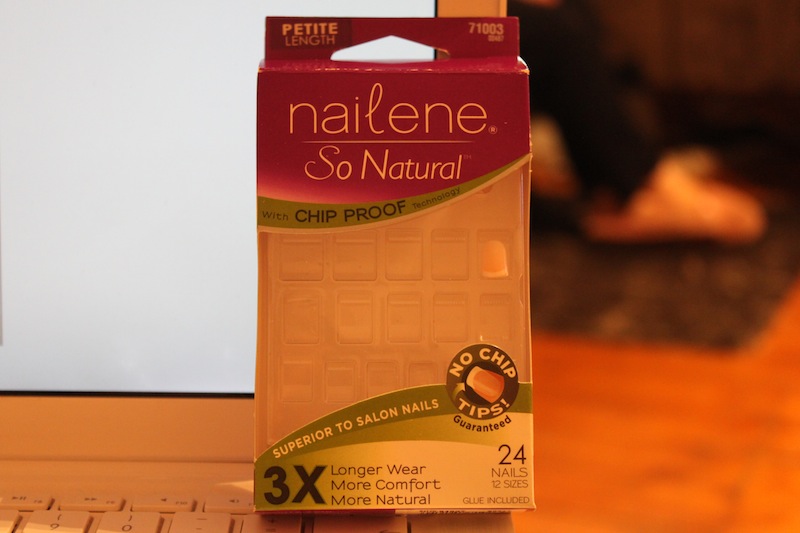 PETITE
LENGTH
71003
nailene®
So Natural™
With CHIP PROOF Technology
NO CHIP
TIPS!
Guaranteed
SUPERIOR TO SALON NAILS
3X
Longer Wear
More Comfort
More Natural
24
NAILS
12 SIZES
GLUE INCLUDED